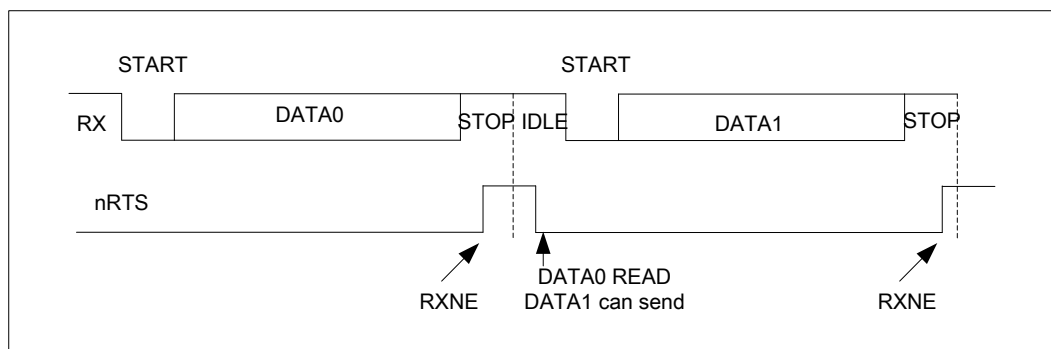 START START
RX DATA0 STOP IDLE DATA1 STOP
nRTS
RXNE DATA0 READ RXNE
DATA1 can send